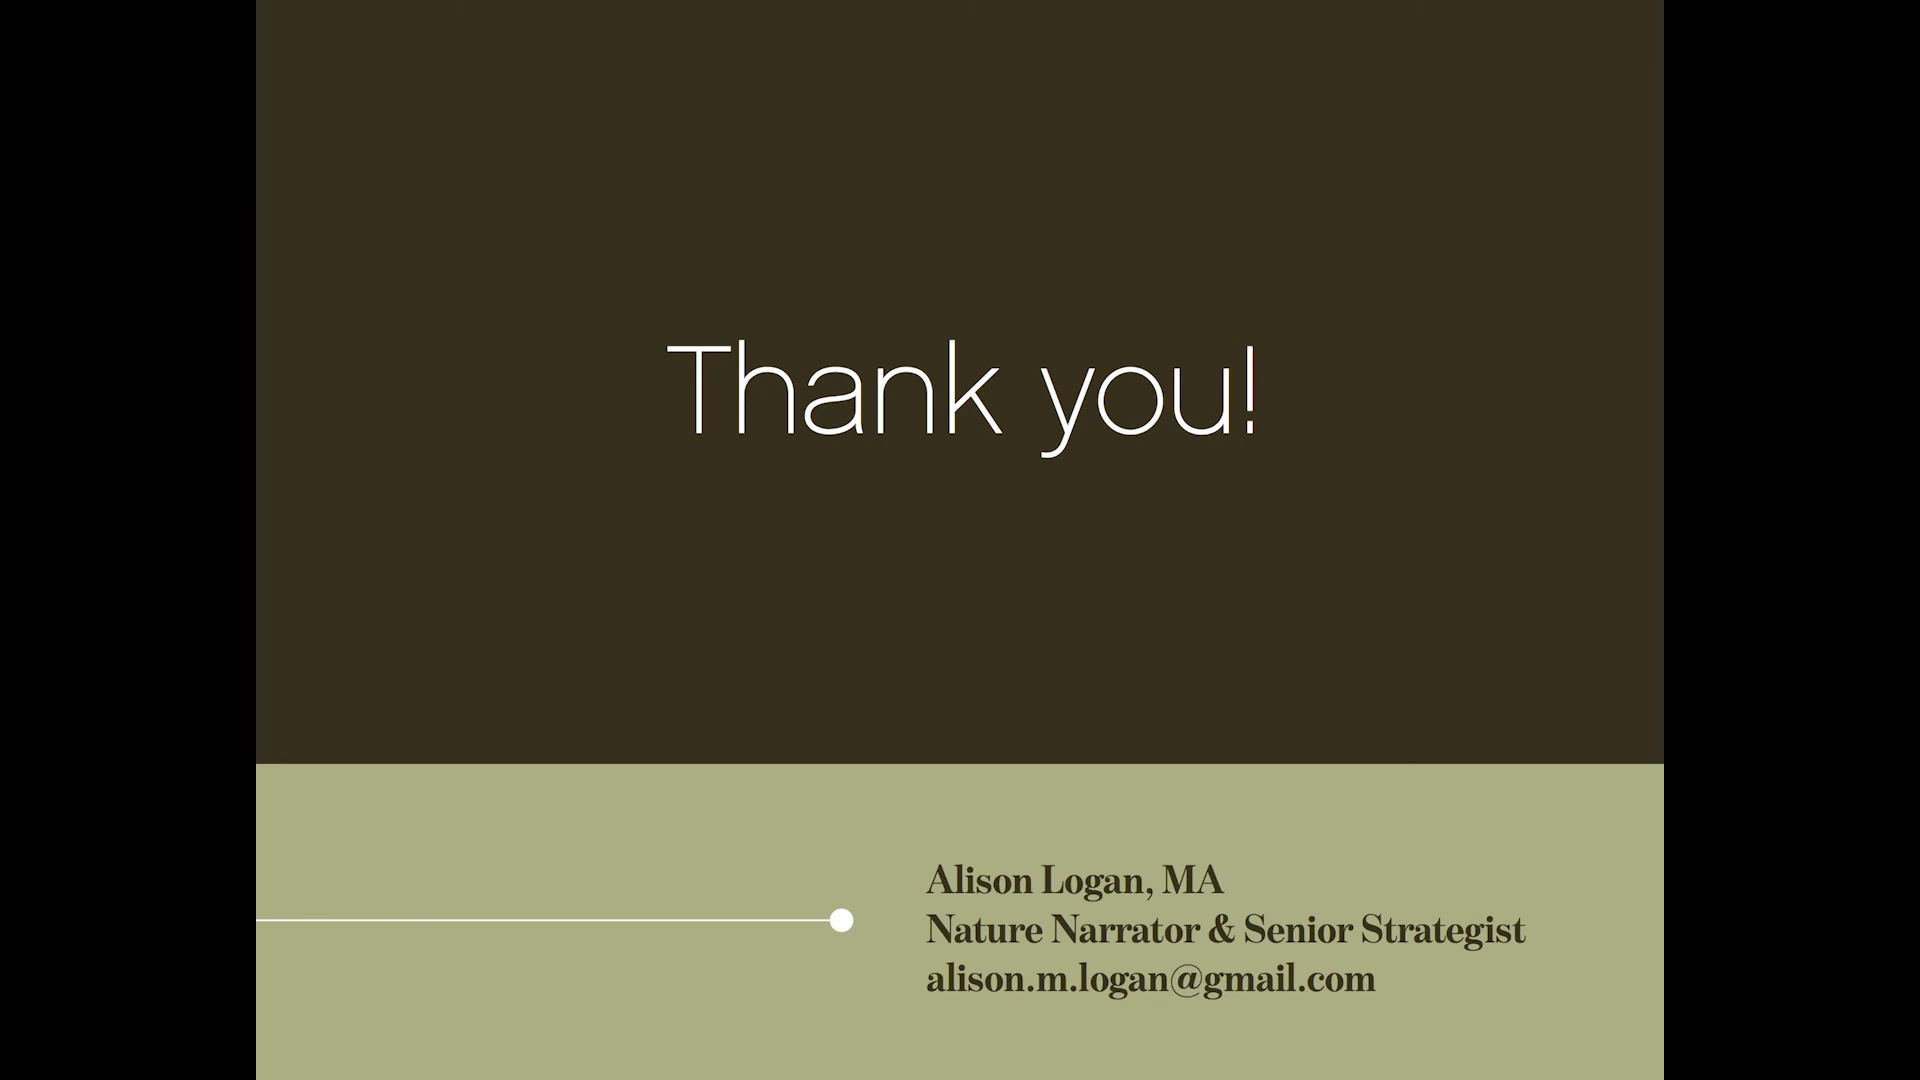 Thank you!
Alison Logan, MA
Nature Narrator & Senior Strategist
alison.m.logan@gmail.com